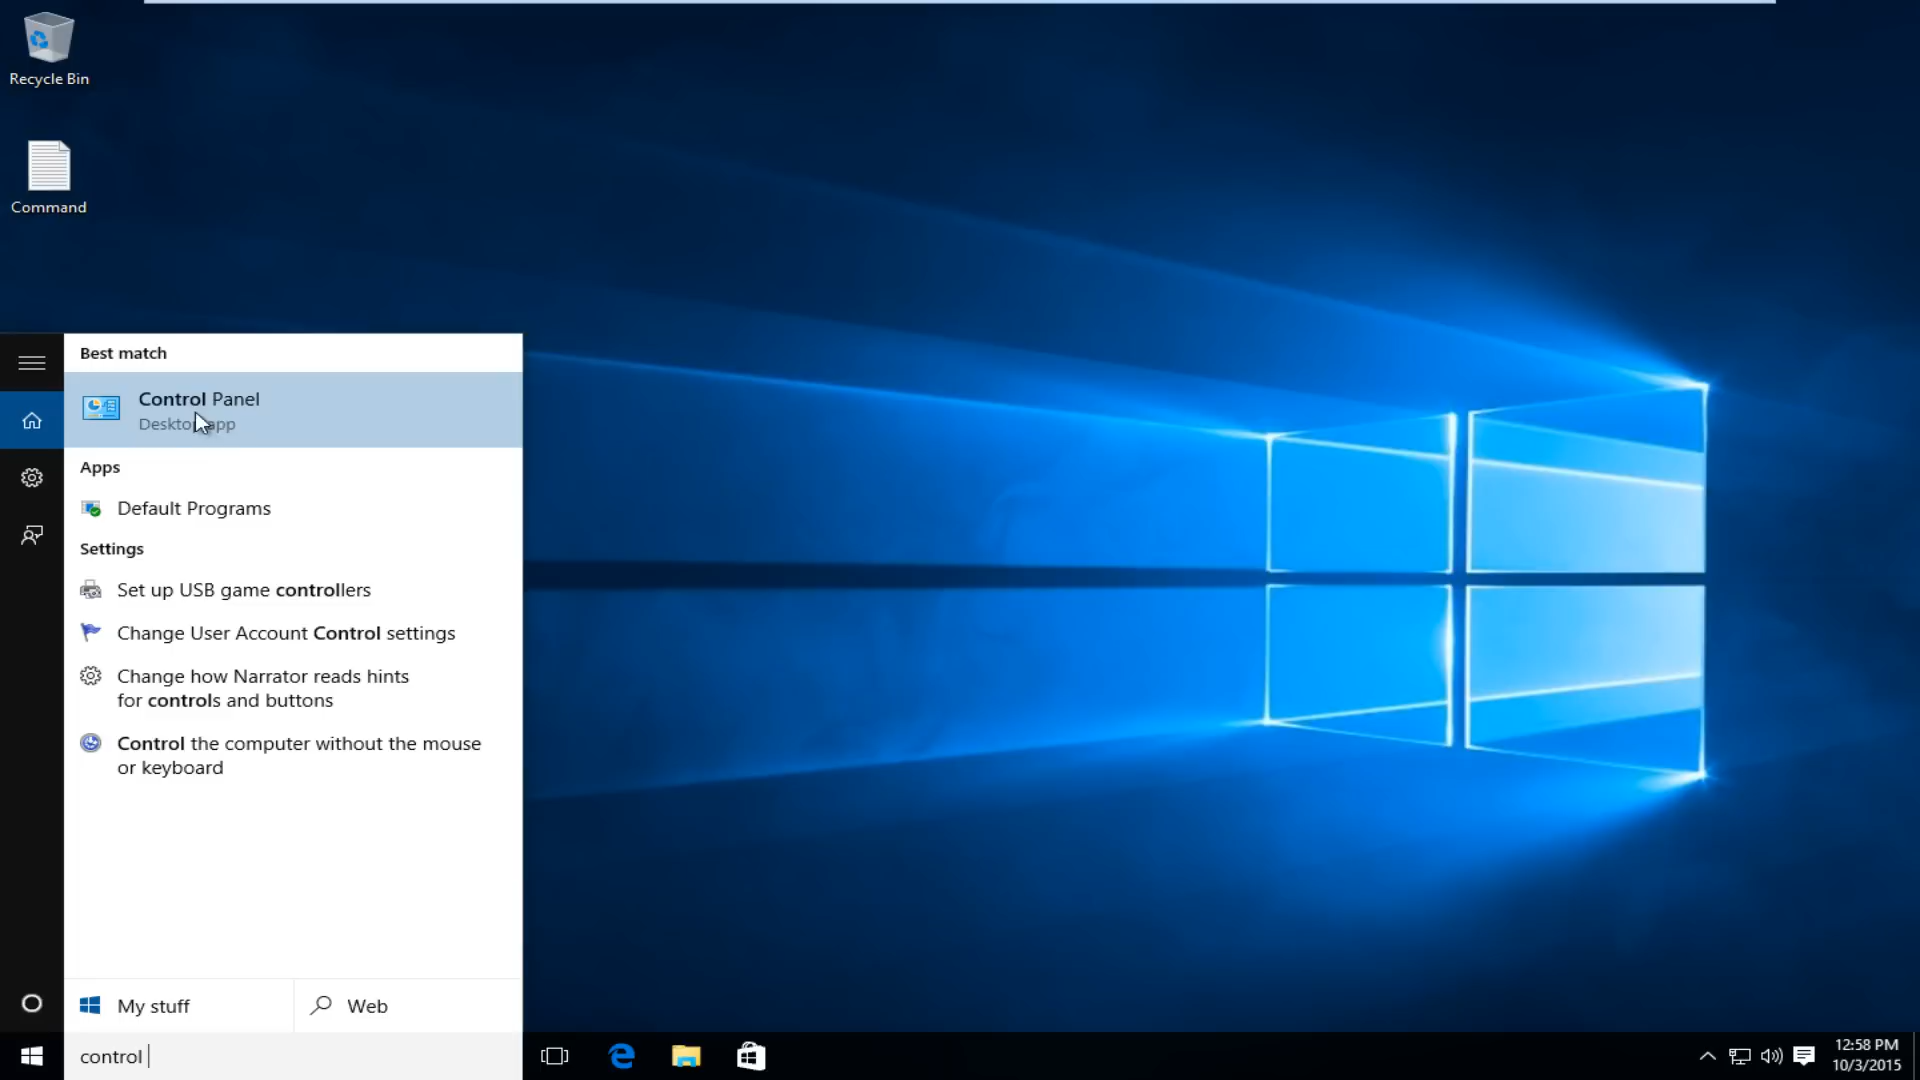 Recycle Bin
Command
Best match
Control Panel
Desktop app
Apps
Default Programs
Settings
Set up USB game controllers
Change User Account Control settings
Change how Narrator reads hints
for controls and buttons
Control the computer without the mouse
or keyboard
My stuff
Web
control
12:58 PM
10/3/2015